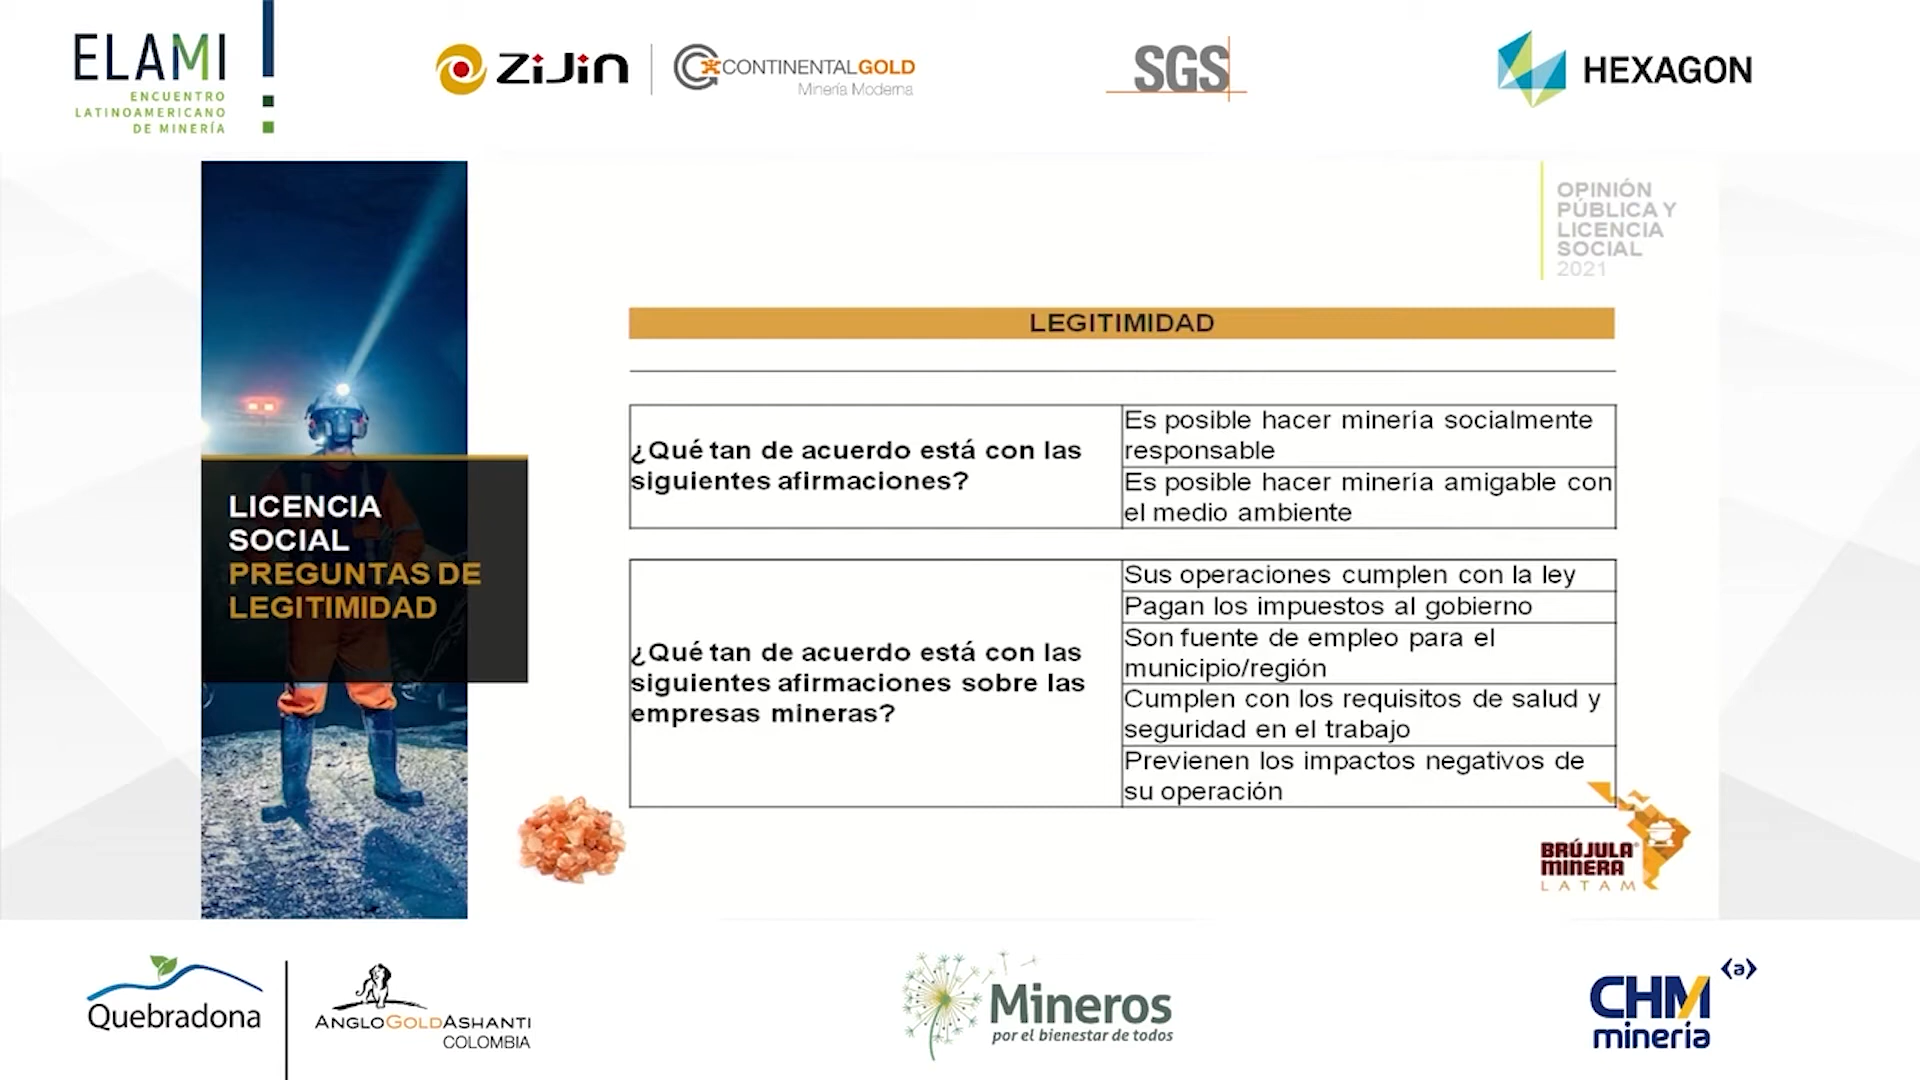 ELAMI
ENCUENTRO
LATINOAMERICANO
DE MINERÍA
ZiJin
CONTINENTALGOLD
Minería Moderna
SGS
HEXAGON
OPINIÓN
PÚBLICA Y
LICENCIA
SOCIAL
2021
LEGITIMIDAD
¿Qué tan de acuerdo está con las
siguientes afirmaciones?
Es posible hacer minería socialmente
responsable
Es posible hacer minería amigable con
el medio ambiente
LICENCIA
SOCIAL
PREGUNTAS DE
LEGITIMIDAD
¿Qué tan de acuerdo está con las
siguientes afirmaciones sobre las
empresas mineras?
Sus operaciones cumplen con la ley
Pagan los impuestos al gobierno
Son fuente de empleo para el
municipio/región
Cumplen con los requisitos de salud y
seguridad en el trabajo
Previenen los impactos negativos de
su operación
BRÚJULA
MINERA
LATAM
Quebradona
ANGLOGOLDASHANTI
COLOMBIA
Mineros
por el bienestar de todos
CHM
minería
(a)